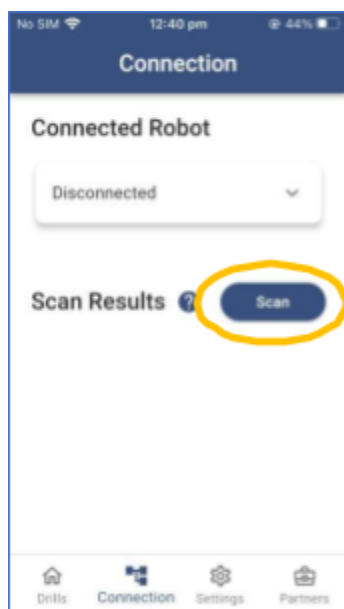 No SIM 12:40 pm 44%
Connection
Connected Robot
Disconnected
Scan Results ? Scan
Drills Connection Settings Partners